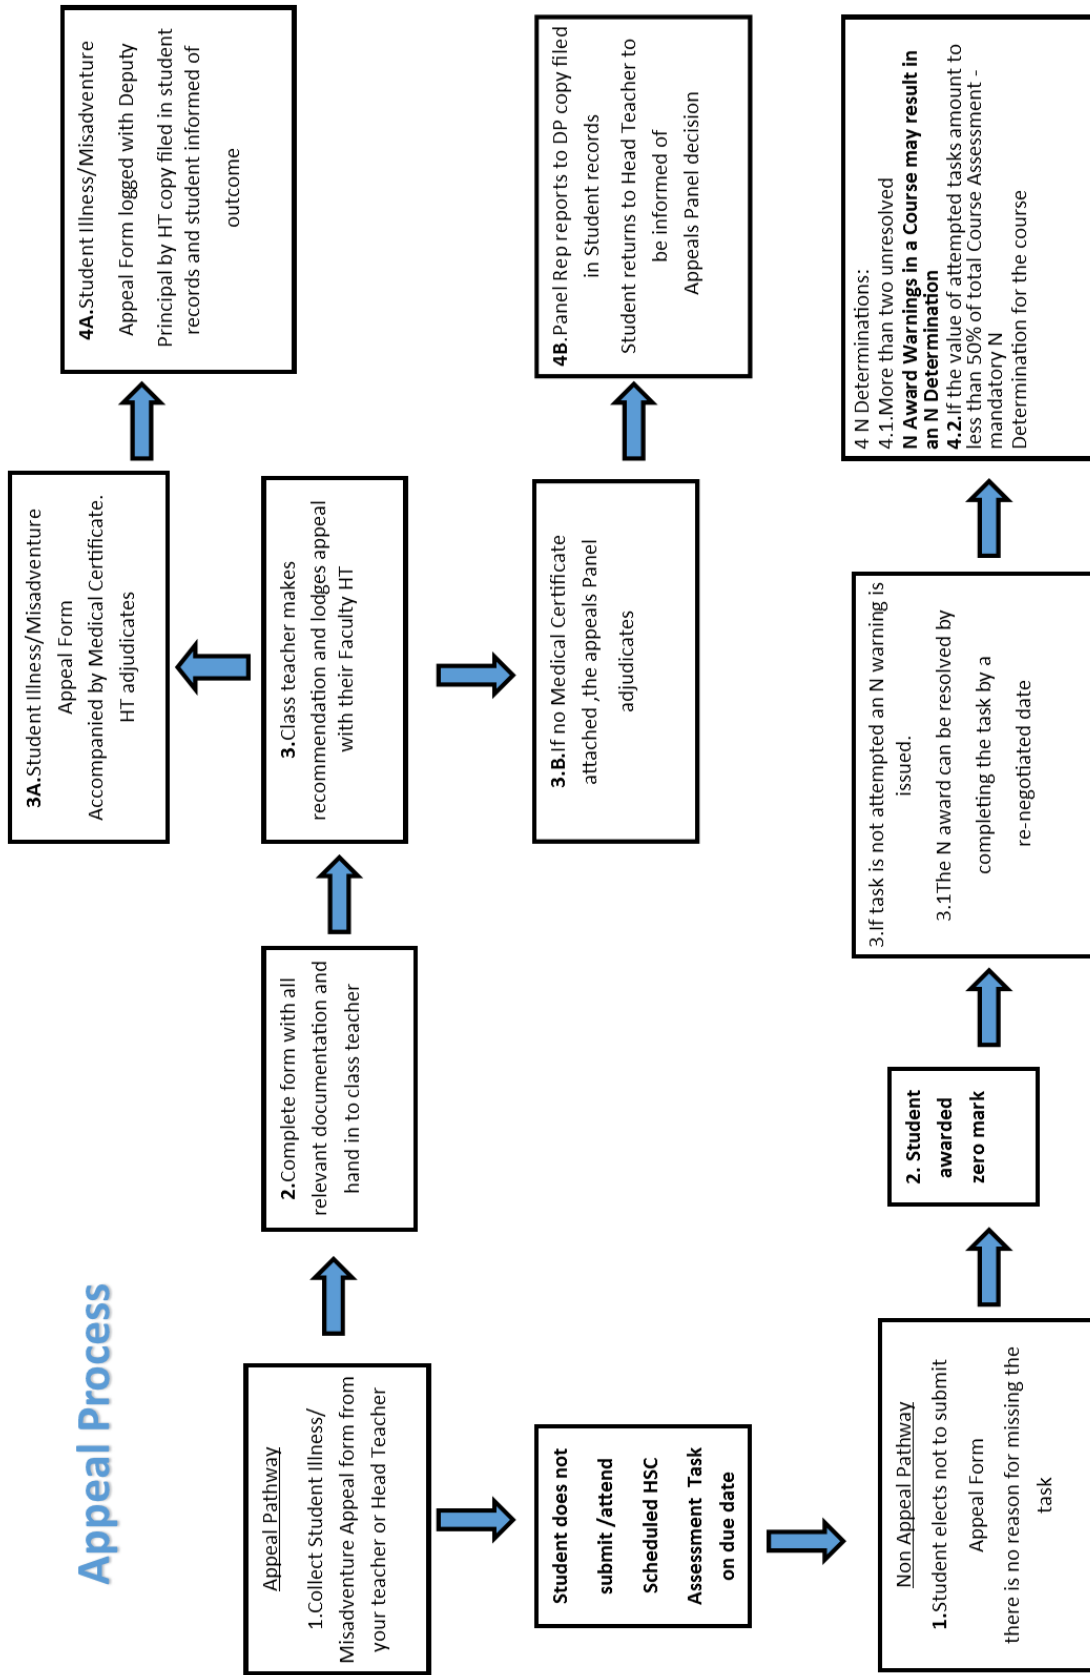 Appeal Process
Appeal Pathway
1.Collect Student Illness/
Misadventure Appeal form from
your teacher or Head Teacher
2.Complete form with all
relevant documentation and
hand in to class teacher
3.Class teacher makes
recommendation and lodges appeal
with their Faculty HT
3A.Student Illness/Misadventure
Appeal Form
Accompanied by Medical Certificate.
HT adjudicates
4A.Student Illness/Misadventure
Appeal Form logged with Deputy
Principal by HT copy filed in student
records and student informed of
outcome
3.B.If no Medical Certificate
attached ,the appeals Panel
adjudicates
4B.Panel Rep reports to DP copy filed
in Student records
Student returns to Head Teacher to
be informed of
Appeals Panel decision
Student does not
submit /attend
Scheduled HSC
Assessment Task
on due date
Non Appeal Pathway
1.Student elects not to submit
Appeal Form
there is no reason for missing the
task
2. Student
awarded
zero mark
3.If task is not attempted an N warning is
issued.
3.1The N award can be resolved by
completing the task by a
re-negotiated date
4 N Determinations:
4.1.More than two unresolved
N Award Warnings in a Course may result in
an N Determination
4.2.If the value of attempted tasks amount to
less than 50% of total Course Assessment -
mandatory N
Determination for the course